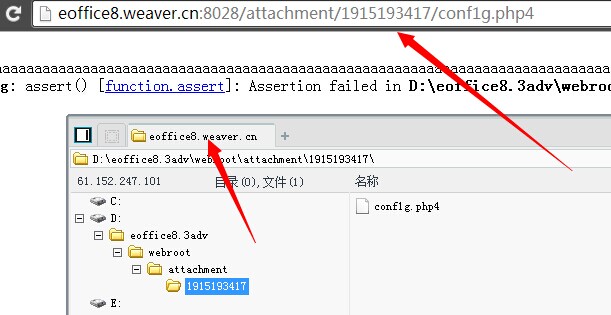 eoffice8.weaver.cn:8028/attachment/1915193417/conf1g.php4
g: assert() [function.assert]: Assertion failed in D:\eoffice8.3adv\webroot
eoffice8.weaver.cn
D:\eoffice8.3adv\webroot\attachment\1915193417\
61.152.247.101 目录(0),文件(1) 名称
C:
conf1g.php4
D:
eoffice8.3adv
webroot
attachment
1915193417
E: